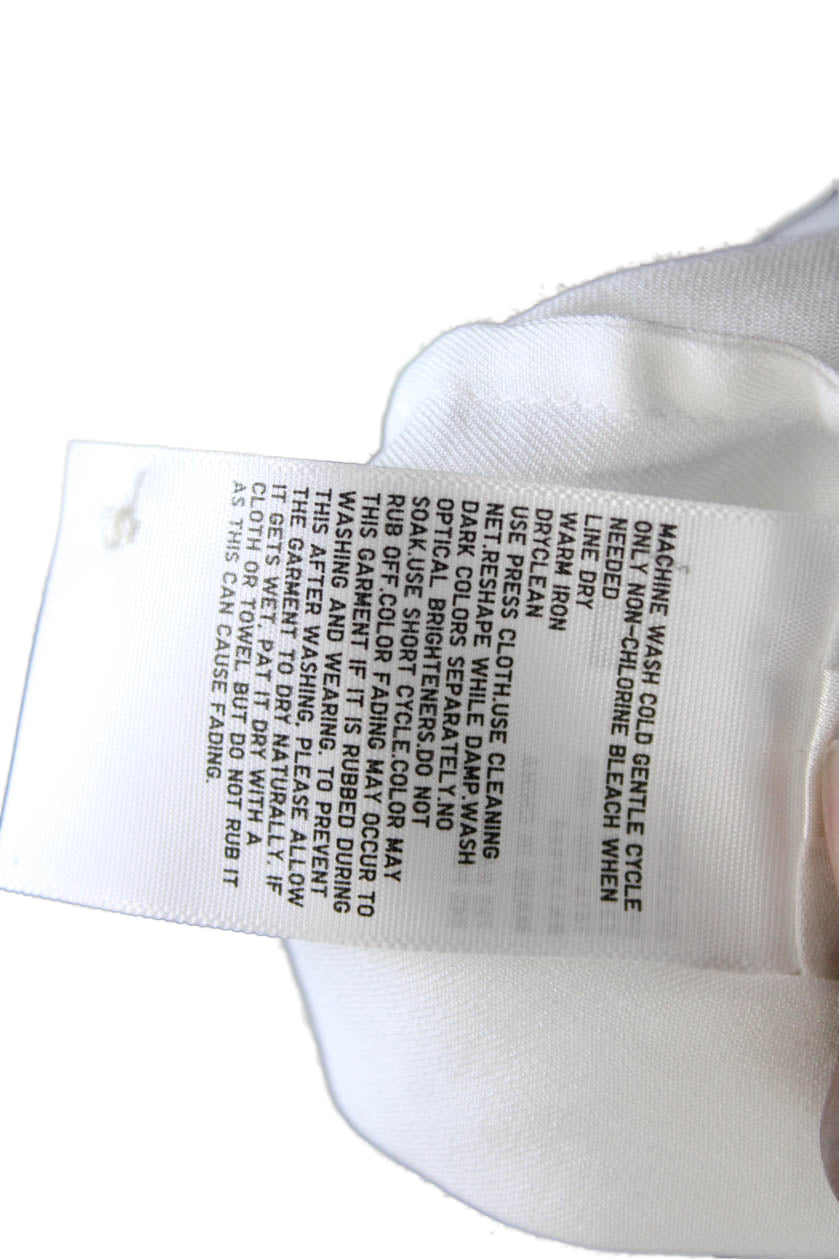 MACHINE WASH COLD GENTLE CYCLE
ONLY NON-CHLORINE BLEACH WHEN
NEEDED
LINE DRY
WARM IRON
DRYCLEAN
USE PRESS CLOTH.USE CLEANING
NET.RESHAPE WHILE DAMP.WASH
DARK COLORS SEPARATELY.NO
OPTICAL BRIGHTENERS.DO NOT
SOAK.USE SHORT CYCLE.COLOR MAY
RUB OFF.COLOR FADING MAY OCCUR TO
THIS GARMENT IF IT IS RUBBED DURING
WASHING AND WEARING. TO PREVENT
THIS AFTER WASHING, PLEASE ALLOW
THE GARMENT TO DRY NATURALLY. IF
IT GETS WET, PAT IT DRY WITH A
CLOTH OR TOWEL BUT DO NOT RUB IT
AS THIS CAN CAUSE FADING.